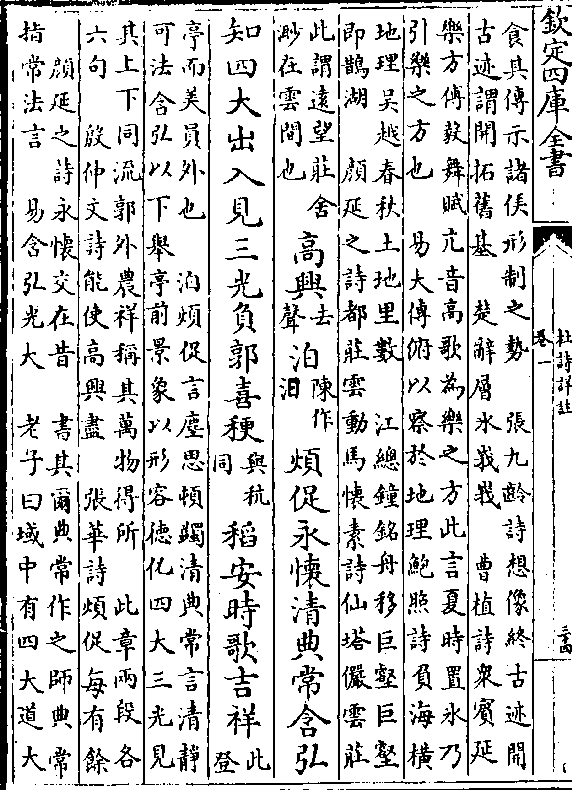 欽定四庫全書
杜詩詳註
卷一
食其傳示諸侯形制之勢　張九齡詩想像終古迹開
古迹謂開拓舊基　楚辭層氷峩峩　曹植詩衆賓延
樂方傅毅舞賦亢音高歌為樂之方此言夏時置氷乃
引樂之方也　易大傳俯以察於地理鮑照詩負海橫
地理吳越春秋土地里數　江總鐘銘舟移巨壑巨壑
即鵲湖　顔延之詩都莊雲動馬懷素詩仙塔儼雲莊
此謂遠望莊舍渺在雲間也　高興去聲泊陳作汨煩促永懷清典常含弘
知四大出入見三光負郭喜稉與秔同稻安時歌吉祥此登
亭而美員外也　泊煩促言塵思頓蠲清典常言清靜
可法含弘以下舉亭前景象以形容德化四大三光見
其上下同流郭外農祥稱其萬物得所　此章兩段各
六句　殷仲文詩能使高興盡　張華詩煩促每有餘
顔延之詩永懷交在昔　書其爾典常作之師典常
指常法言　易含弘光大　老子曰域中有四大道大